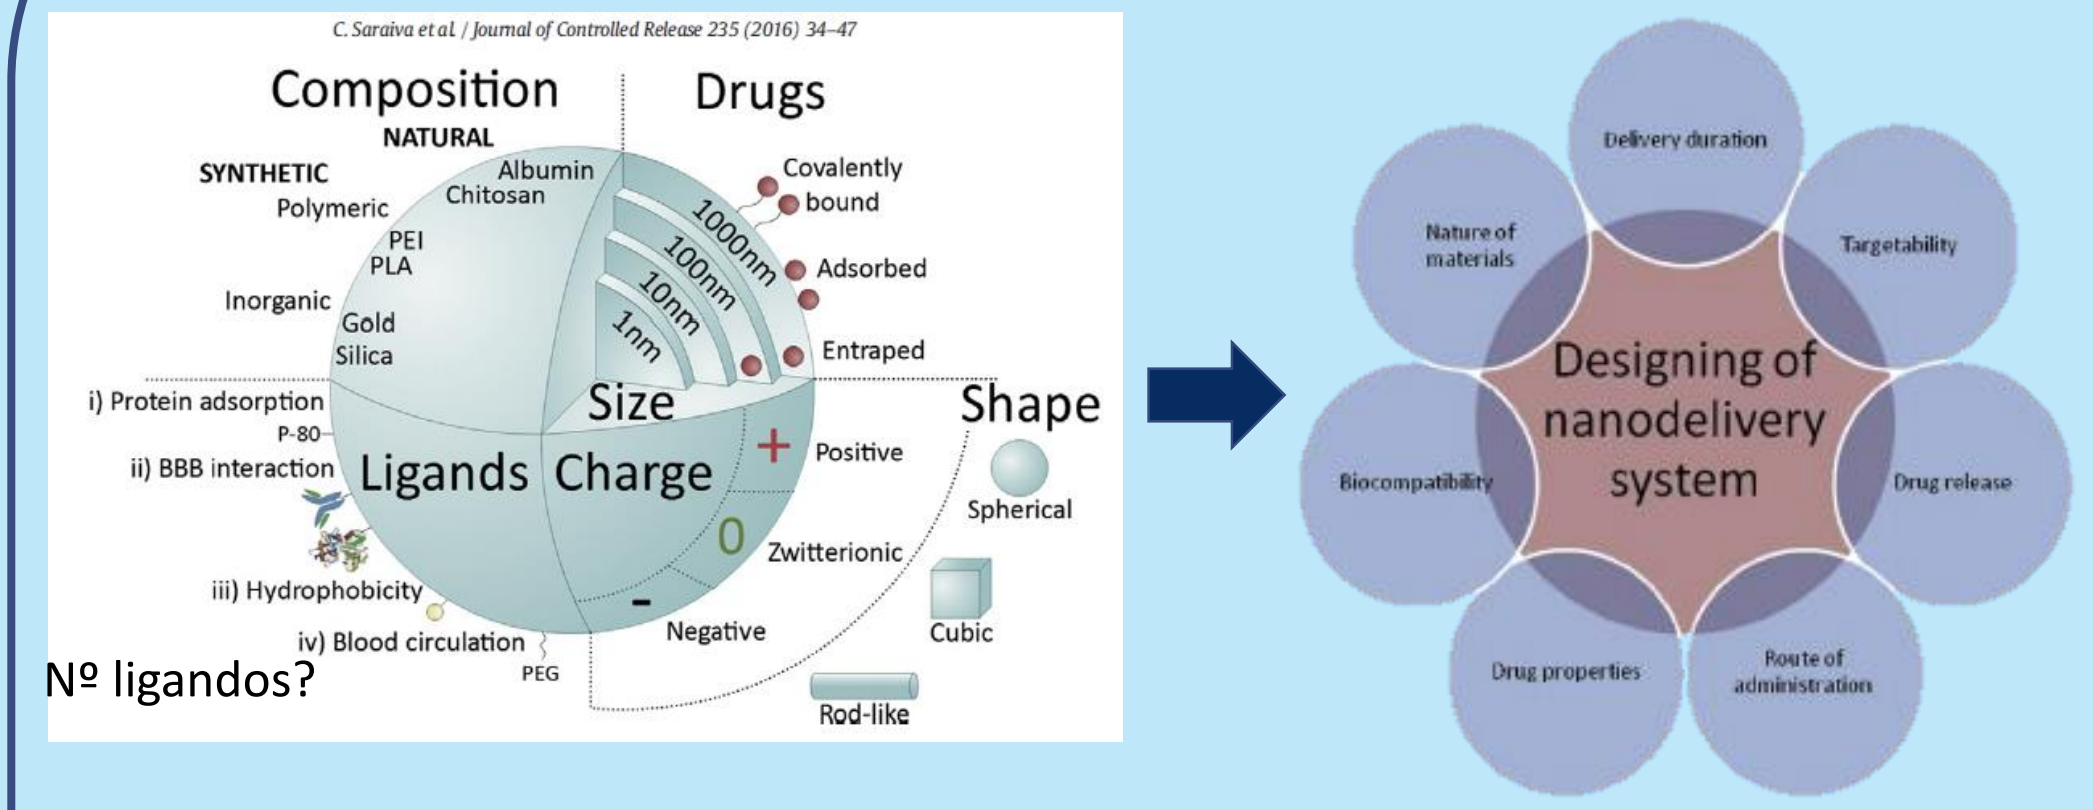 C. Saraiva et al. / Journal of Controlled Release 235 (2016) 34–47
Composition
Drugs
NATURAL
SYNTHETIC
Albumin
Chitosan
Polymeric
PEI
PLA
Inorganic
Gold
Silica
Covalently
bound
Adsorbed
Entraped
1000nm
100nm
10nm
1nm
Size
Shape
i) Protein adsorption
P-80
ii) BBB interaction
Ligands
Charge
+
Positive
0
Zwitterionic
-
Negative
Spherical
Cubic
Rod-like
iii) Hydrophobicity
iv) Blood circulation
PEG
Nº ligandos?
Delivery duration
Nature of
materials
Targetability
Designing of
nanodelivery
system
Biocompatibility
Drug release
Drug properties
Route of
administration